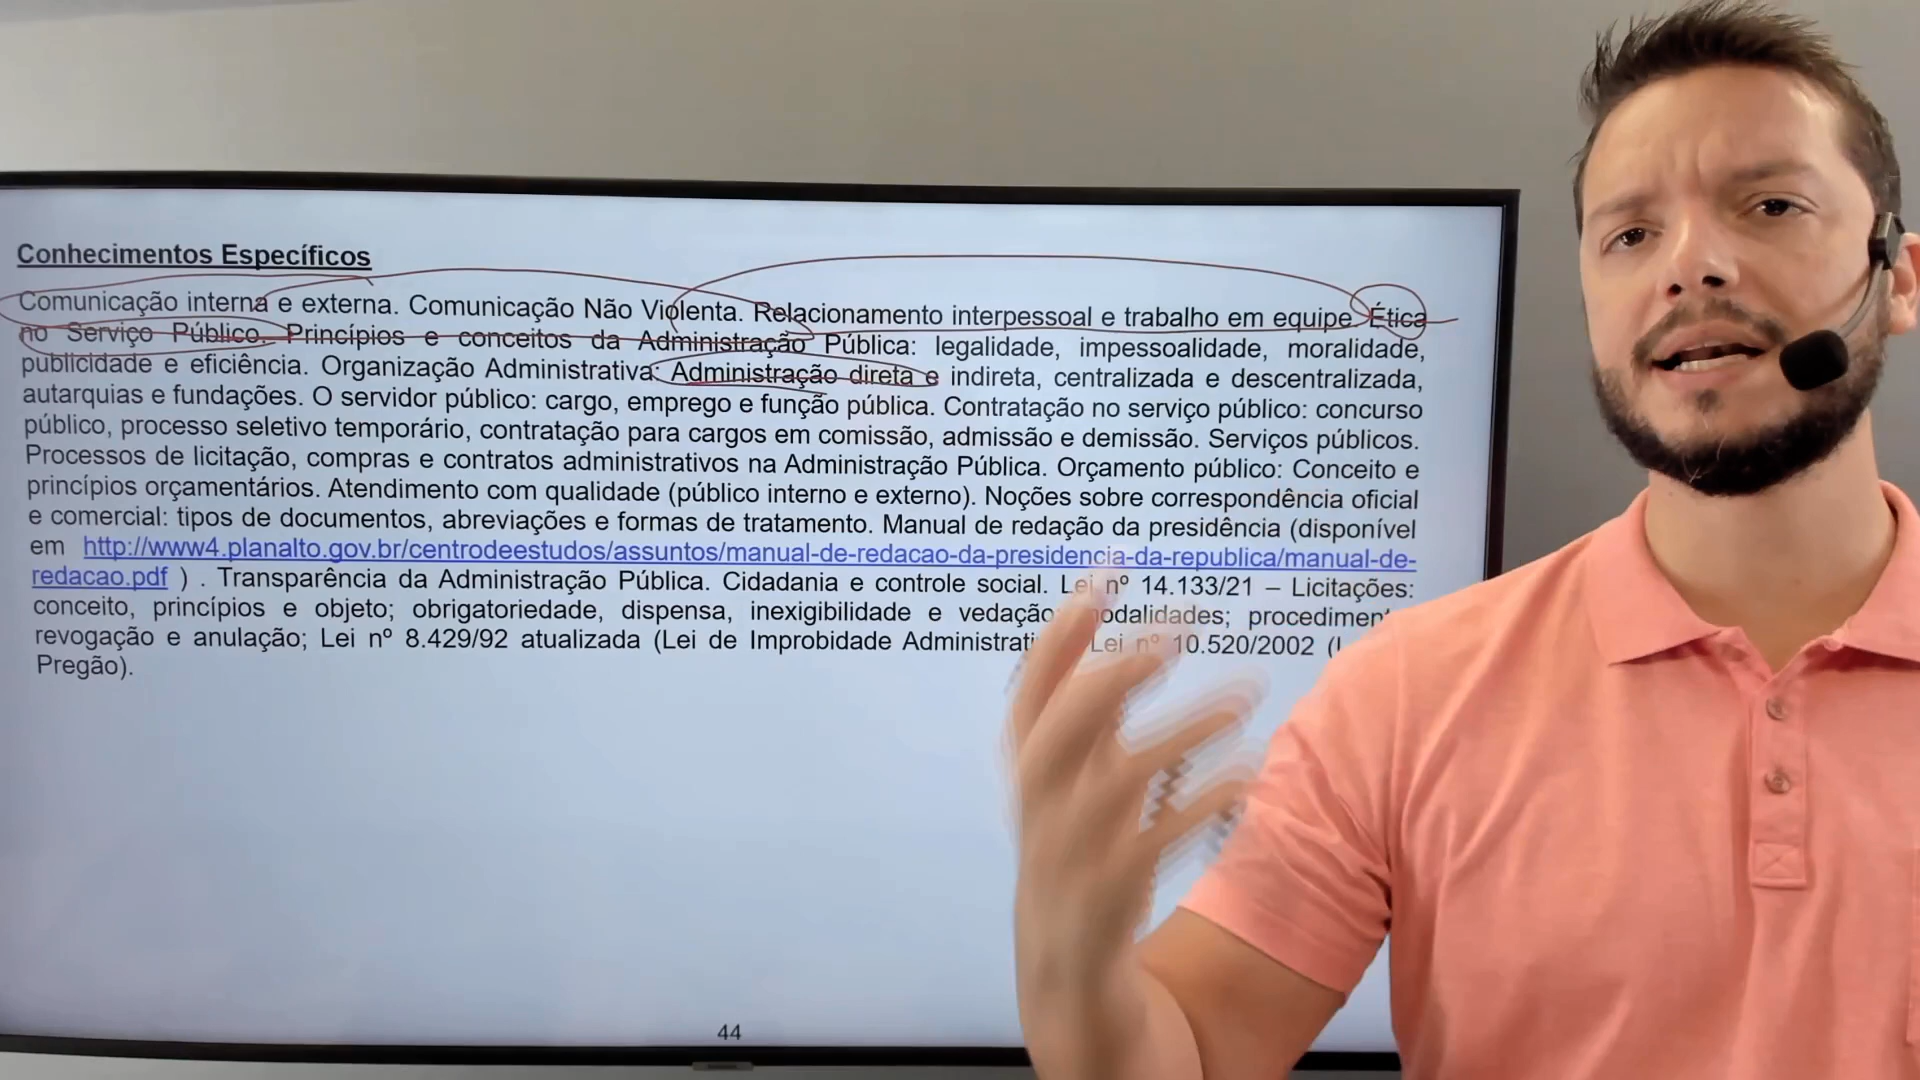 Conhecimentos Específicos
Comunicação interna e externa. Comunicação Não Violenta. Relacionamento interpessoal e trabalho em equipe. Ética
no Serviço Público. Princípios e conceitos da Administração Pública: legalidade, impessoalidade, moralidade,
publicidade e eficiência. Organização Administrativa: Administração direta e indireta, centralizada e descentralizada,
autarquias e fundações. O servidor público: cargo, emprego e função pública. Contratação no serviço público: concurso
público, processo seletivo temporário, contratação para cargos em comissão, admissão e demissão. Serviços públicos.
Processos de licitação, compras e contratos administrativos na Administração Pública. Orçamento público: Conceito e
princípios orçamentários. Atendimento com qualidade (público interno e externo). Noções sobre correspondência oficial
e comercial: tipos de documentos, abreviações e formas de tratamento. Manual de redação da presidência (disponível
em http://www4.planalto.gov.br/centrodeestudos/assuntos/manual-de-redacao-da-presidencia-da-republica/manual-de-
redacao.pdf ) . Transparência da Administração Pública. Cidadania e controle social. Lei nº 14.133/21 – Licitações:
conceito, princípios e objeto; obrigatoriedade, dispensa, inexigibilidade e vedação; modalidades;
revogação e anulação; Lei nº 8.429/92 atualizada (Lei de Improbidade Lei nº 10.520/2002
Pregão).
44